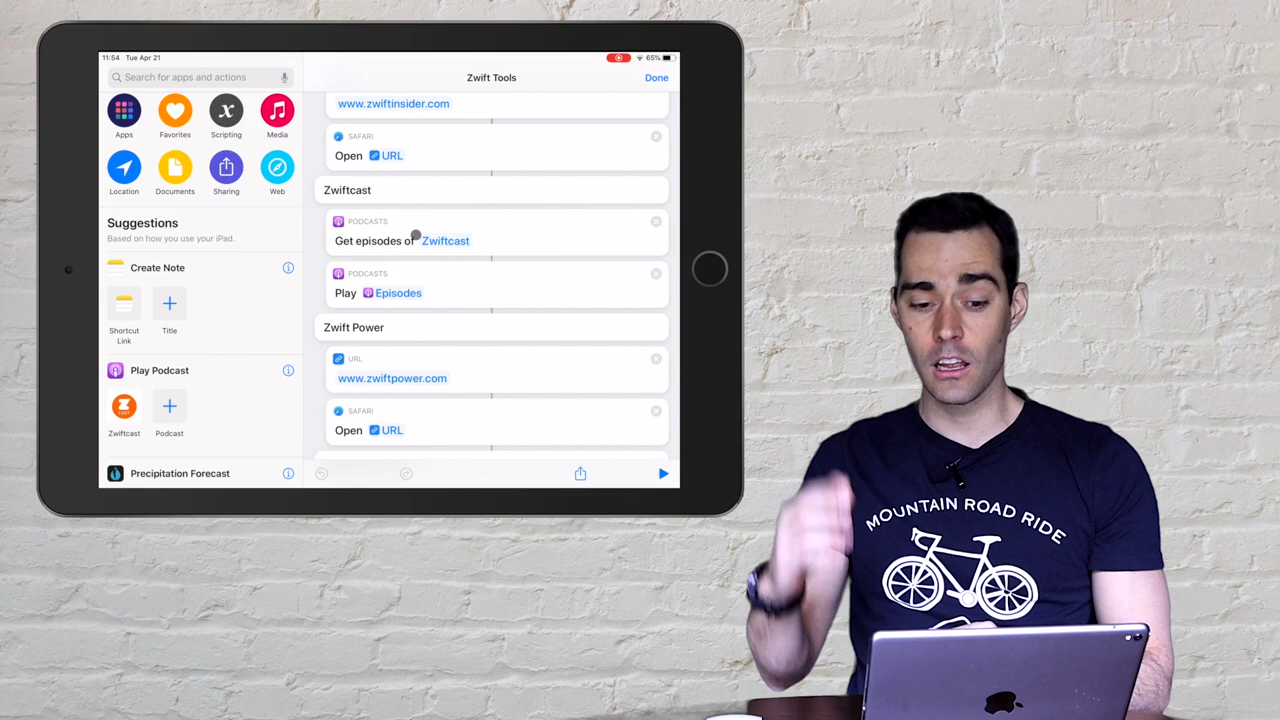 11:54 Tue Apr 21
65%
Search for apps and actions
Zwift Tools
Done
Apps
Favorites
Scripting
Media
Location
Documents
Sharing
Web
Suggestions
Based on how you use your iPad.
Create Note
Shortcut
Link
Title
Play Podcast
ZCAST
Zwiftcast
Podcast
Precipitation Forecast
www.zwiftinsider.com
SAFARI
Open URL
Zwiftcast
PODCASTS
Get episodes of Zwiftcast
PODCASTS
Play Episodes
Zwift Power
URL
www.zwiftpower.com
SAFARI
Open URL
MOUNTAIN ROAD RIDE